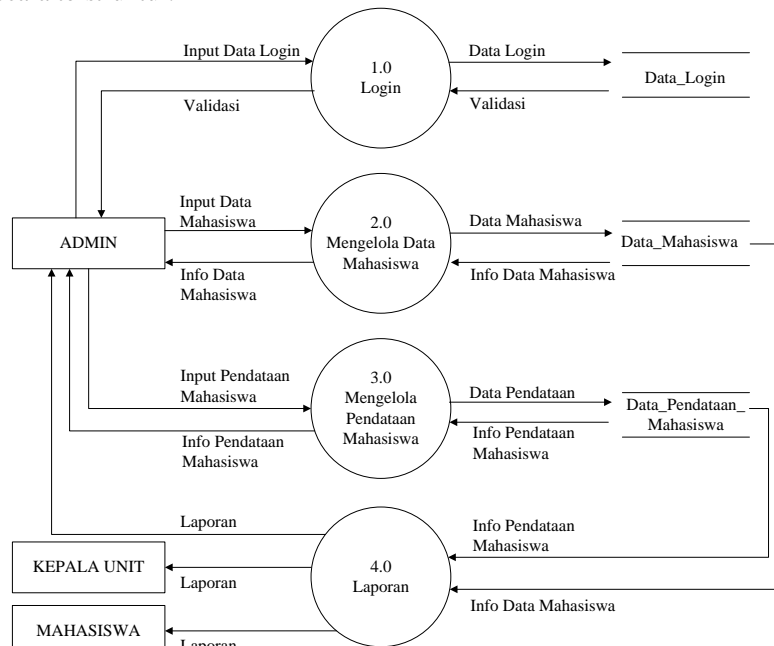 Input Data Login
1.0
Login
Data Login
Data_Login
Validasi
Validasi
Input Data
Mahasiswa
2.0
Mengelola Data
Mahasiswa
Data Mahasiswa
Data_Mahasiswa
ADMIN
Info Data
Mahasiswa
Info Data Mahasiswa
Input Pendataan
Mahasiswa
3.0
Mengelola
Pendataan
Mahasiswa
Data Pendataan
Data_Pendataan_
Mahasiswa
Info Pendataan
Mahasiswa
Info Pendataan
Mahasiswa
Laporan
4.0
Laporan
Info Pendataan
Mahasiswa
KEPALA UNIT
Laporan
Info Data Mahasiswa
MAHASISWA
Laporan